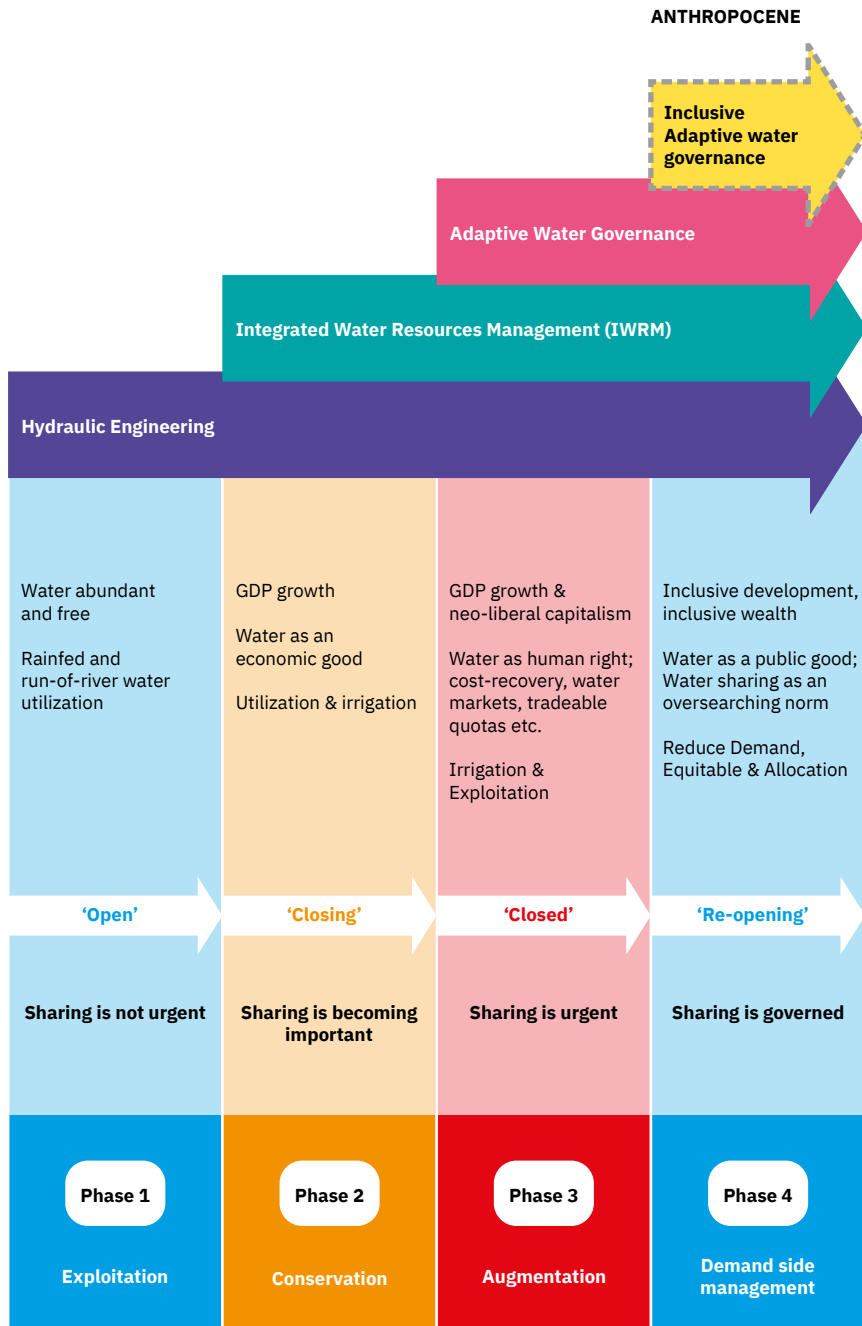 ANTHROPOCENE
Inclusive
Adaptive water
governance
Adaptive Water Governance
Integrated Water Resources Management (IWRM)
Hydraulic Engineering
Water abundant
and free
Rainfed and
run-of-river water
utilization
GDP growth
Water as an
economic good
Utilization & irrigation
GDP growth &
neo-liberal capitalism
Water as human right;
cost-recovery, water
markets, tradeable
quotas etc.
Irrigation &
Exploitation
Inclusive development,
inclusive wealth
Water as a public good;
Water sharing as an
oversearching norm
Reduce Demand,
Equitable & Allocation
‘Open’
‘Closing’
‘Closed’
‘Re-opening’
Sharing is not urgent
Sharing is becoming
important
Sharing is urgent
Sharing is governed
Phase 1
Phase 2
Phase 3
Phase 4
Exploitation
Conservation
Augmentation
Demand side
management